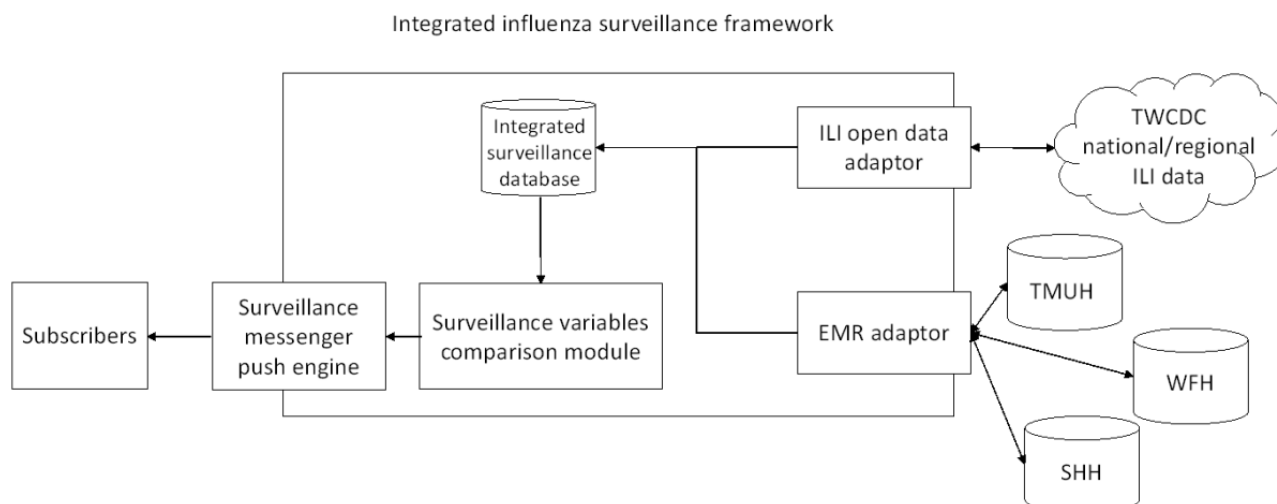 Integrated influenza surveillance framework
Integrated
surveillance
database
ILI open data
adaptor
TWCDC
national/regional
ILI data
TMUH
Subscribers
Surveillance
messenger
push engine
Surveillance variables
comparison module
EMR adaptor
WFH
SHH